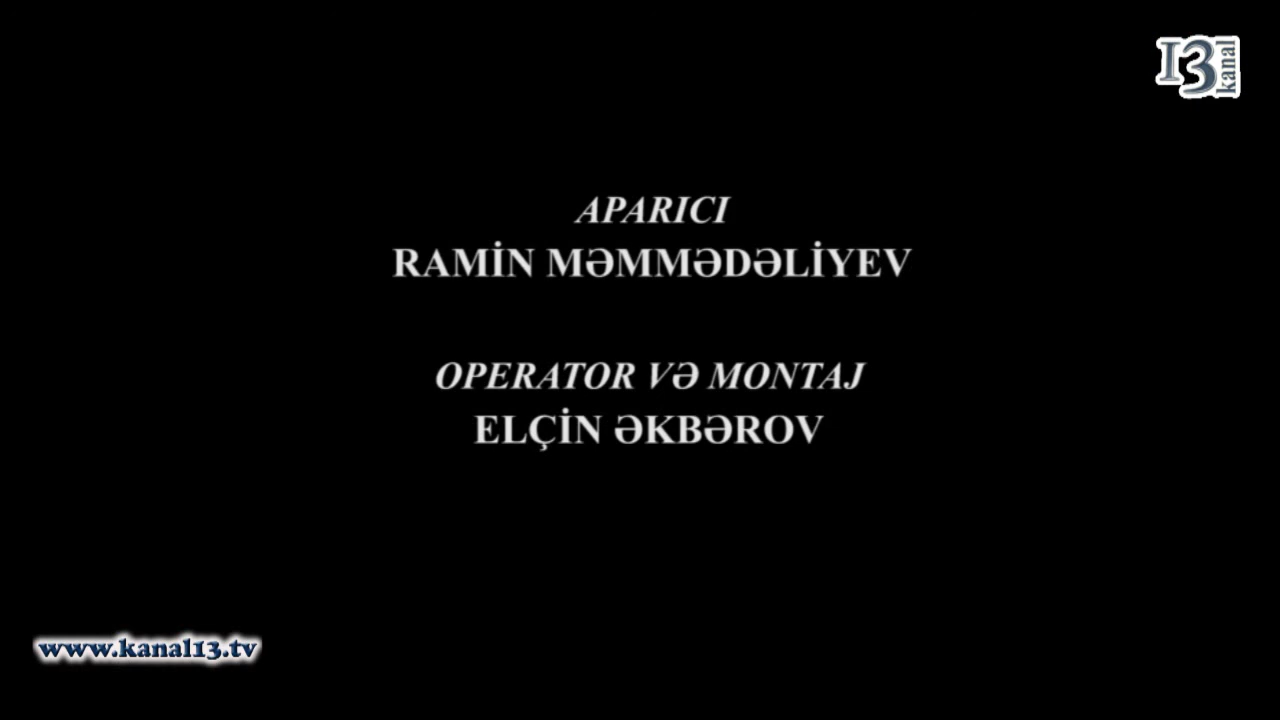 13 kanal
APARICI
RAMİN MƏMMƏDƏLİYEV
OPERATOR VƏ MONTAJ
ELÇİN ƏKBƏROV
www.kanal13.tv